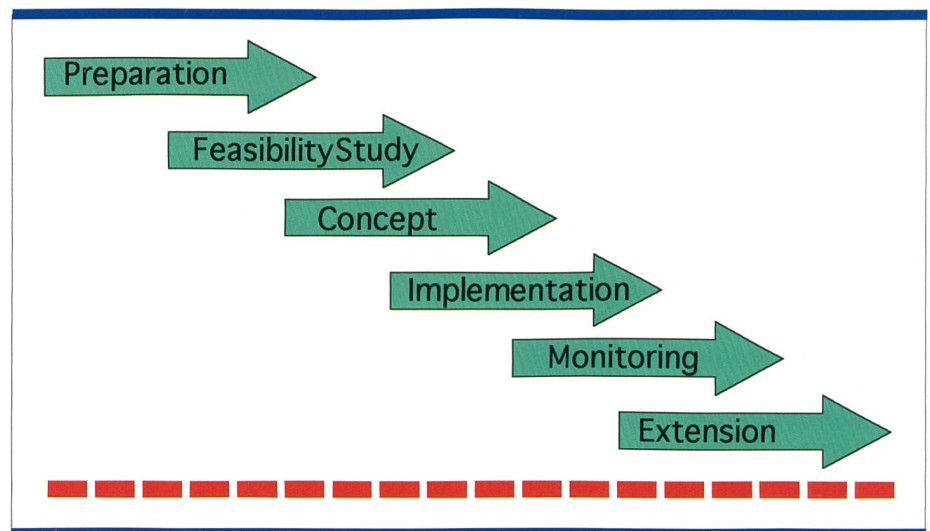 Preparation
FeasibilityStudy
Concept
Implementation
Monitoring
Extension